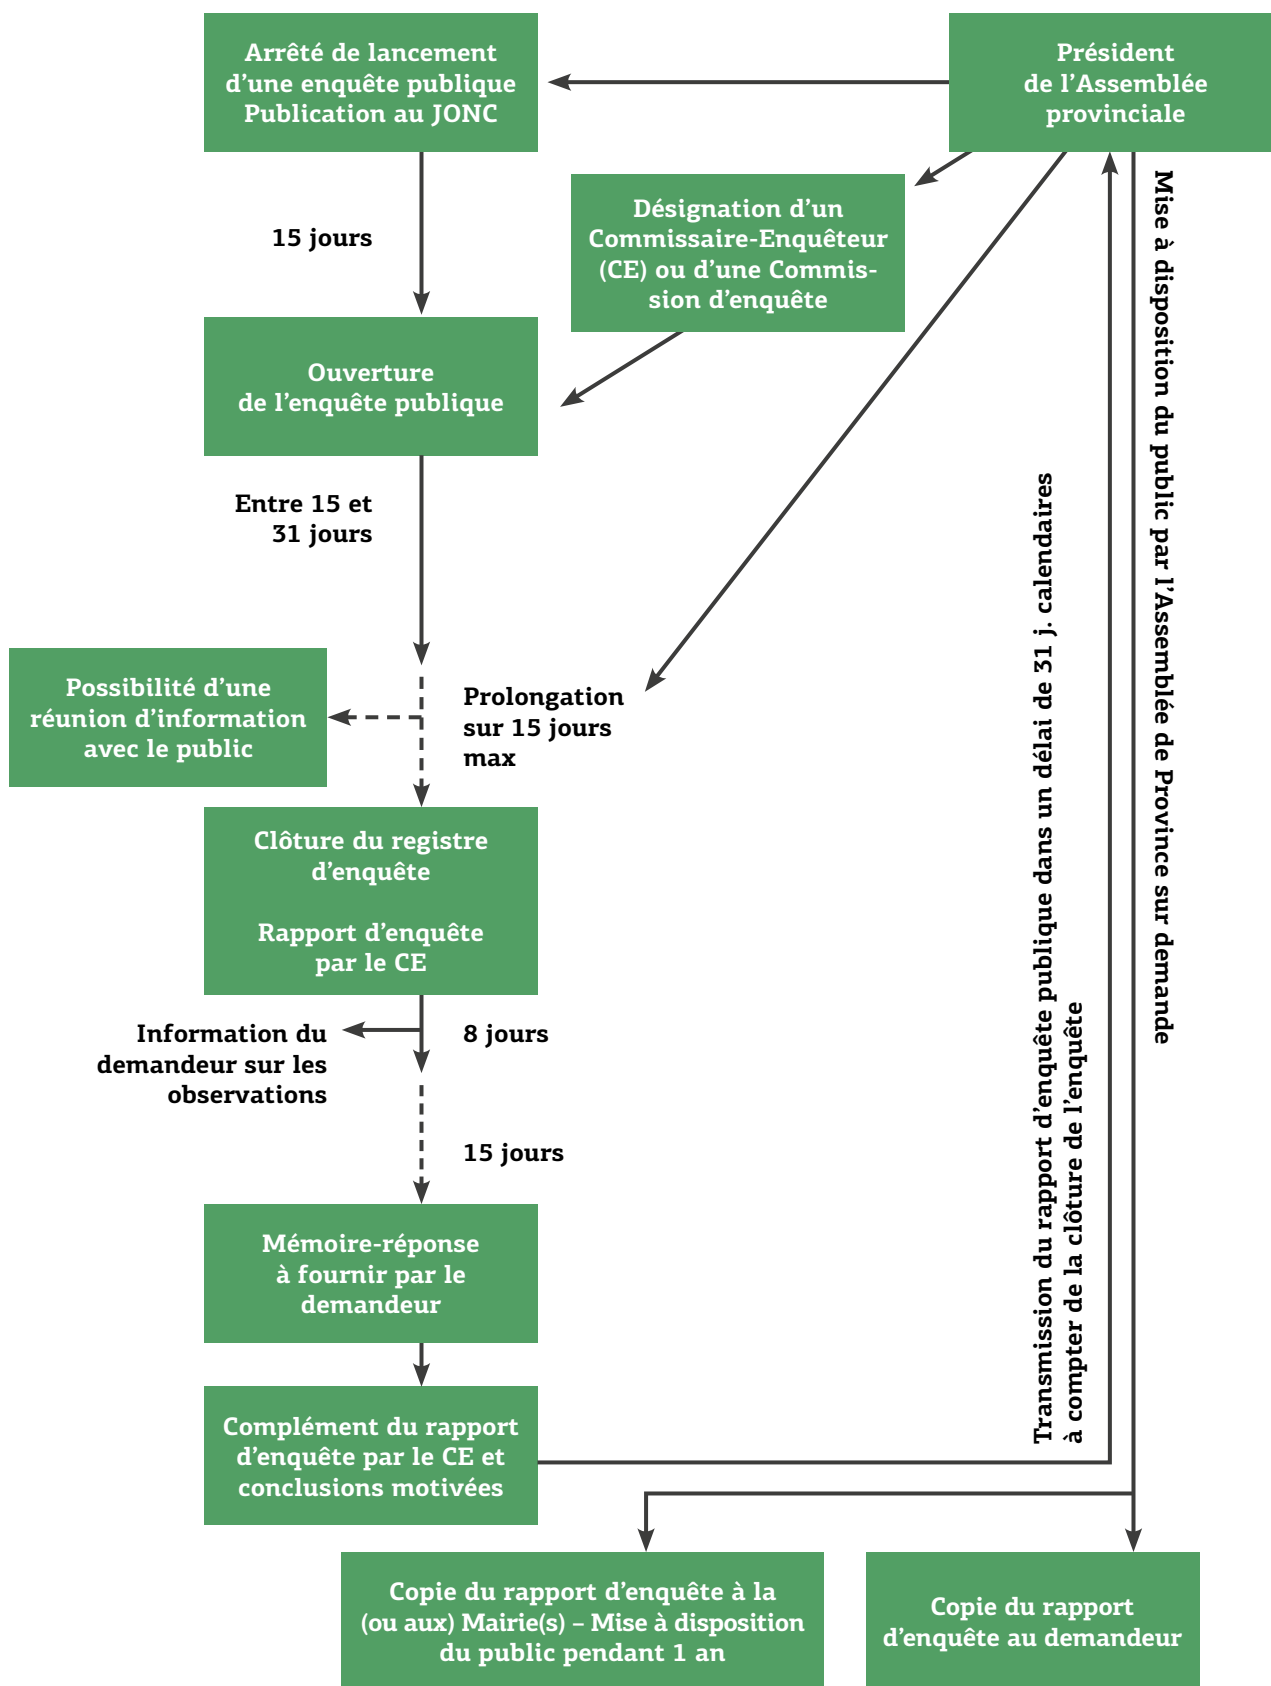 Arrêté de lancement
d'une enquête publique
Publication au JONC
Président
de l'Assemblée
provinciale
15 jours
Désignation d'un
Commissaire-Enquêteur
(CE) ou d'une Commis-
sion d'enquête
Ouverture
de l'enquête publique
Entre 15 et
31 jours
Possibilité d'une
réunion d'information
avec le public
Prolongation
sur 15 jours
max
Clôture du registre
d'enquête
Rapport d'enquête
par le CE
Information du
demandeur sur les
observations
8 jours
15 jours
Mémoire-réponse
à fournir par le
demandeur
Complément du rapport
d'enquête par le CE et
conclusions motivées
Transmission du rapport d'enquête publique dans un délai de 31 j. calendaires
à compter de la clôture de l'enquête
Mise à disposition du public par l'Assemblée de Province sur demande
Copie du rapport d'enquête à la
(ou aux) Mairie(s) – Mise à disposition
du public pendant 1 an
Copie du rapport
d'enquête au demandeur